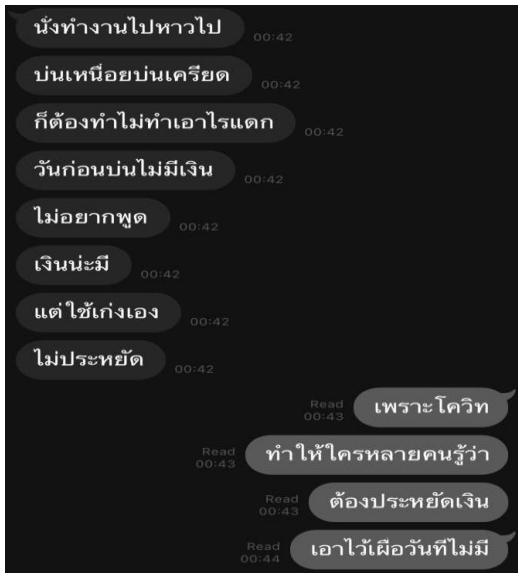 นั่งทำงานไปหาวไป
00:42
บ่นเหนื่อยบ่นเครียด
00:42
ก็ต้องทำไม่ทำเอาไรแดก
00:42
วันก่อนบ่นไม่มีเงิน
00:42
ไม่อยากพูด
00:42
เงินน่ะมี
00:42
แต่ใช้เก่งเอง
00:42
ไม่ประหยัด
00:42
Read
00:43
เพราะโควิท
Read
00:43
ทำให้ใครหลายคนรู้ว่า
Read
00:43
ต้องประหยัดเงิน
Read
00:44
เอาไว้เผือวันทีไม่มี